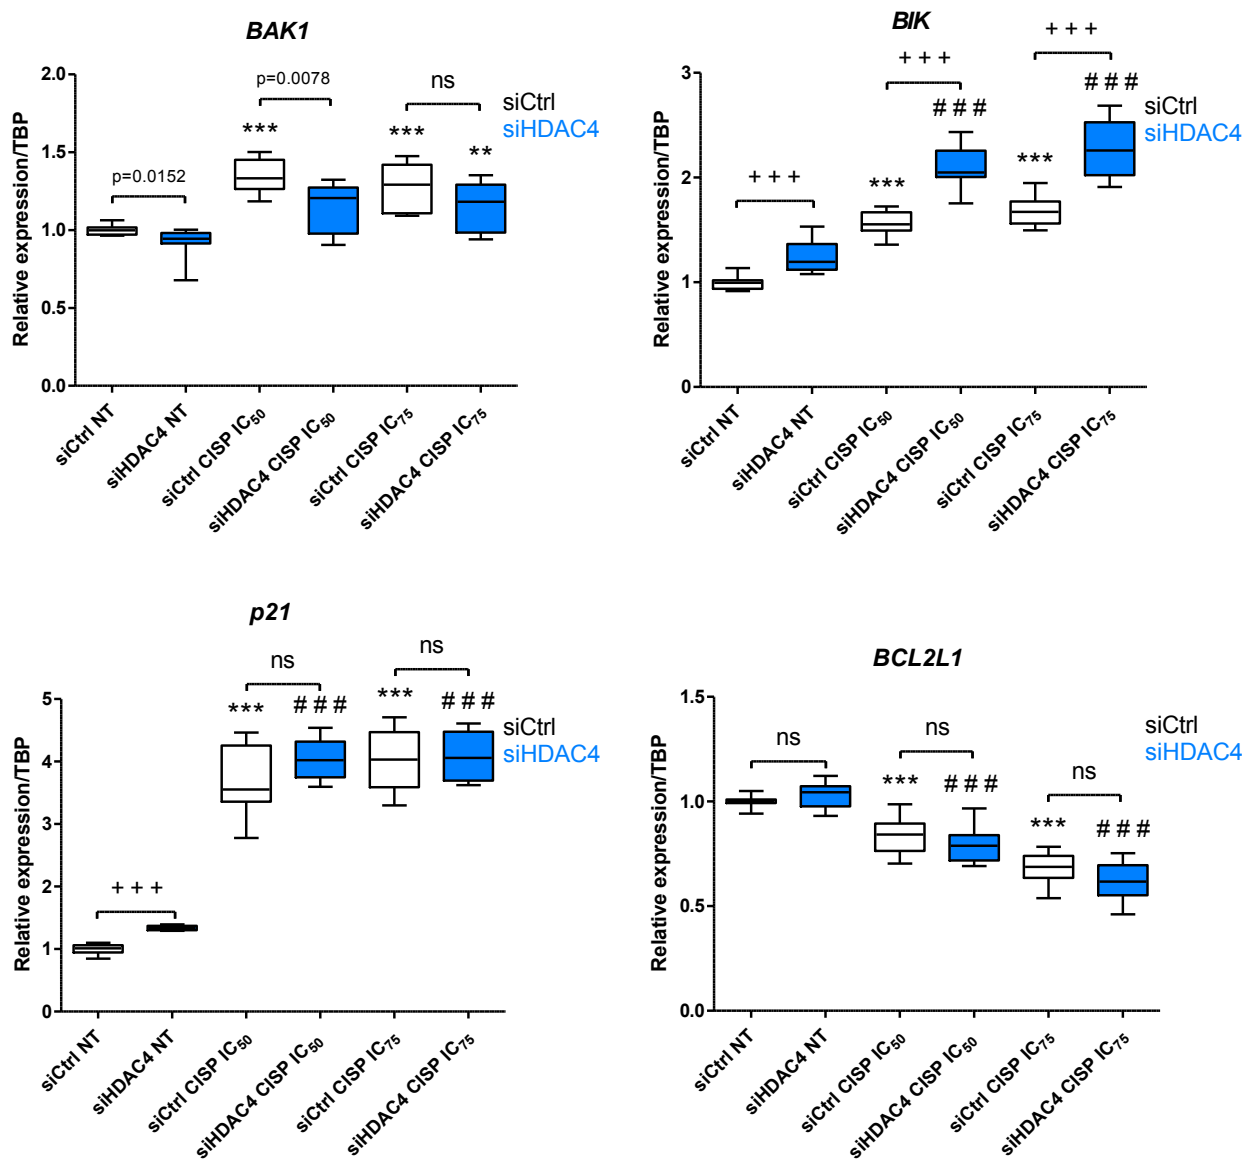 BAK1
Relative expression/TBP
2.0
1.5
1.0
0.5
0.0
p=0.0152
p=0.0078
ns
***
***
**
siCtrl
siHDAC4
siCtrl NT
siHDAC4 NT
siCtrl CISP IC50
siHDAC4 CISP IC50
siCtrl CISP IC75
siHDAC4 CISP IC75
BIK
Relative expression/TBP
3
2
1
0
+ + +
+ + +
+ + +
***
# # #
***
# # #
siCtrl
siHDAC4
siCtrl NT
siHDAC4 NT
siCtrl CISP IC50
siHDAC4 CISP IC50
siCtrl CISP IC75
siHDAC4 CISP IC75
p21
Relative expression/TBP
5
4
3
2
1
0
+ + +
ns
ns
***
# # #
***
# # #
siCtrl
siHDAC4
siCtrl NT
siHDAC4 NT
siCtrl CISP IC50
siHDAC4 CISP IC50
siCtrl CISP IC75
siHDAC4 CISP IC75
BCL2L1
Relative expression/TBP
1.5
1.0
0.5
0.0
ns
ns
ns
***
# # #
***
# # #
siCtrl
siHDAC4
siCtrl NT
siHDAC4 NT
siCtrl CISP IC50
siHDAC4 CISP IC50
siCtrl CISP IC75
siHDAC4 CISP IC75